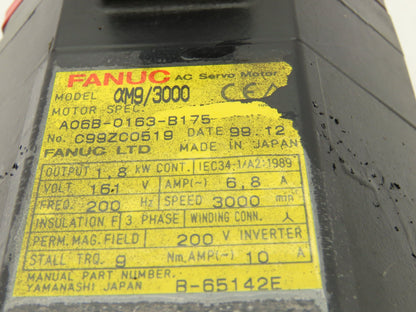 FANUC AC Servo Motor
MODEL αM9/3000 CE
MOTOR SPEC.
A06B-0163-B175
No. C99ZC0519 DATE 99.12
FANUC LTD MADE IN JAPAN
OUTPUT 1.8 kW CONT. IEC34-1/A2:1989
VOLT 161 V AMP(~) 6.8 A
FREQ. 200 Hz SPEED 3000 min
INSULATION F 3 PHASE WINDING CONN. 人
PERM. MAG. FIELD 200 V INVERTER
STALL TRQ. 9 Nm, AMP(~) 10 A
MANUAL PART NUMBER.
YAMANASHI JAPAN B-65142E